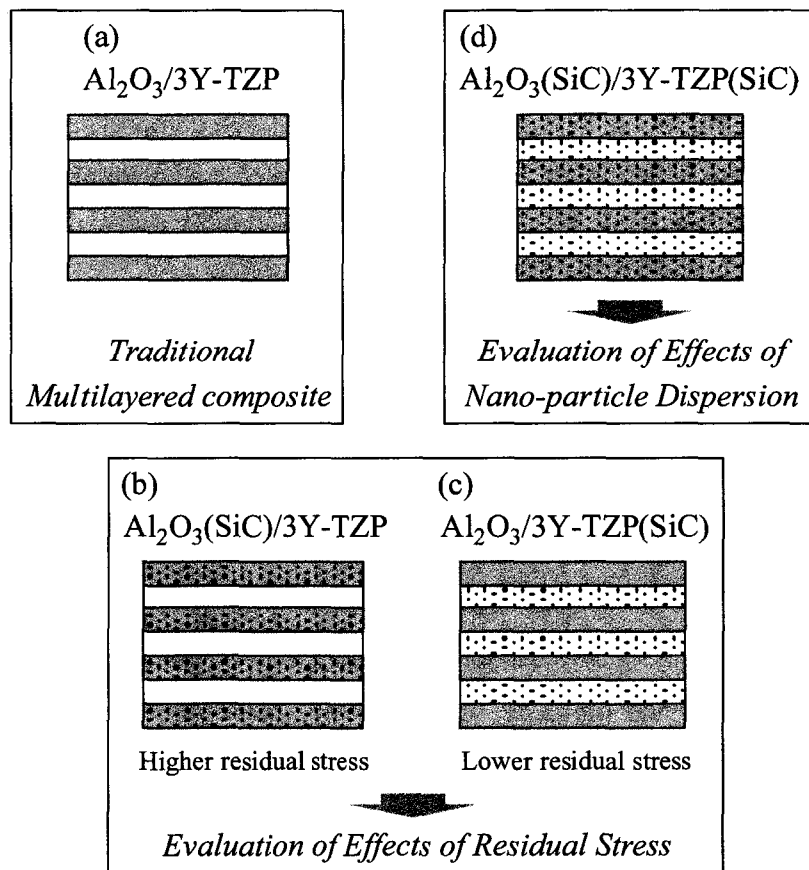 (a)
Al₂O₃/3Y-TZP
Traditional
Multilayered composite
(d)
Al₂O₃(SiC)/3Y-TZP(SiC)
Evaluation of Effects of
Nano-particle Dispersion
(b)
Al₂O₃(SiC)/3Y-TZP
Higher residual stress
(c)
Al₂O₃/3Y-TZP(SiC)
Lower residual stress
Evaluation of Effects of Residual Stress